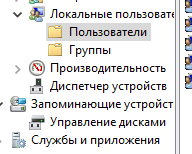 Локальные пользовате
Пользователи
Группы
Производительность
Диспетчер устройств
Запоминающие устройст
Управление дисками
Службы и приложения